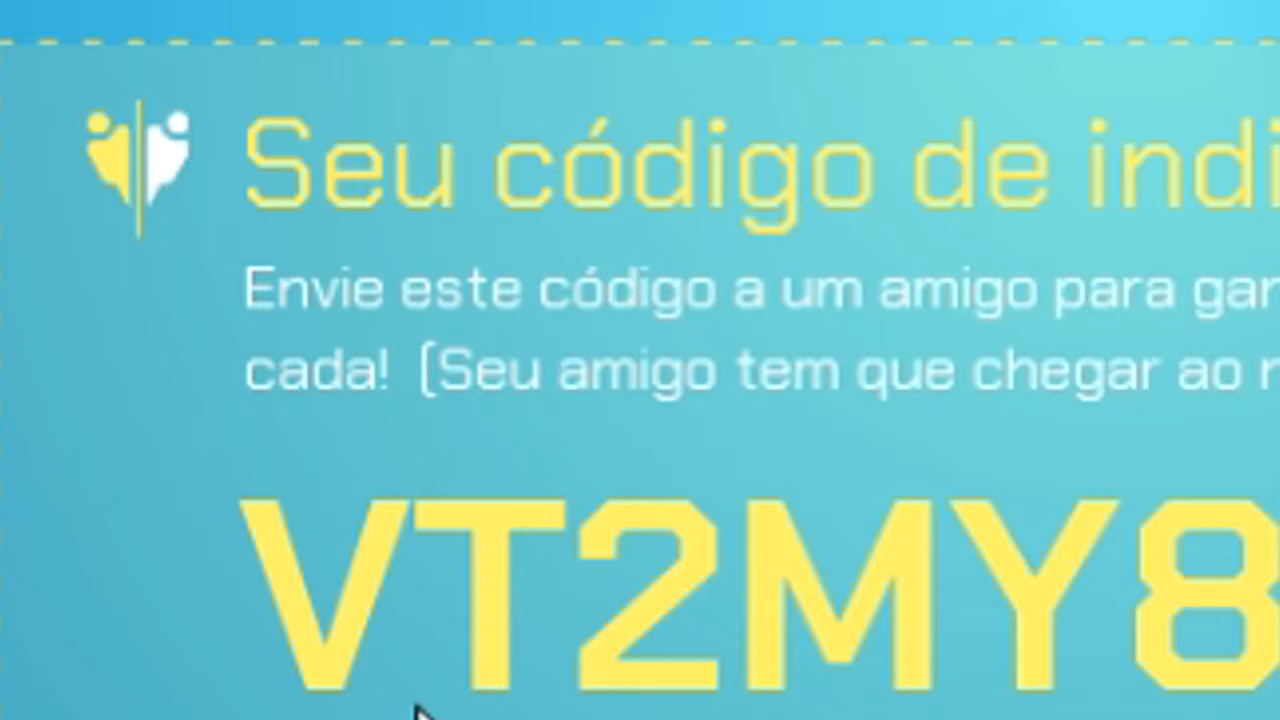 Seu código de indi
Envie este código a um amigo para gar
cada! (Seu amigo tem que chegar ao n
VT2MY8